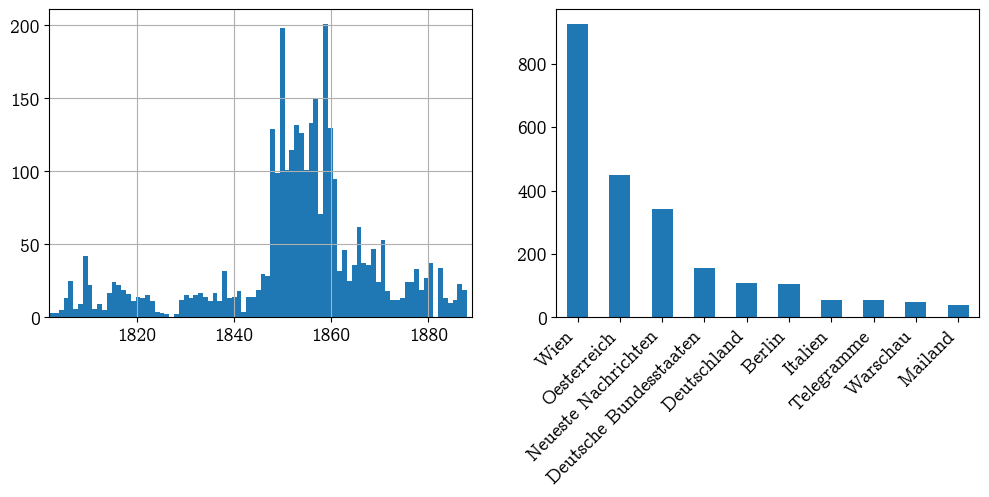 200
150
100
50
0
1820 1840 1860 1880
800
600
400
200
0
Wien
Oesterreich
Neueste Nachrichten
Deutsche Bundesstaaten
Deutschland
Berlin
Italien
Telegramme
Warschau
Mailand